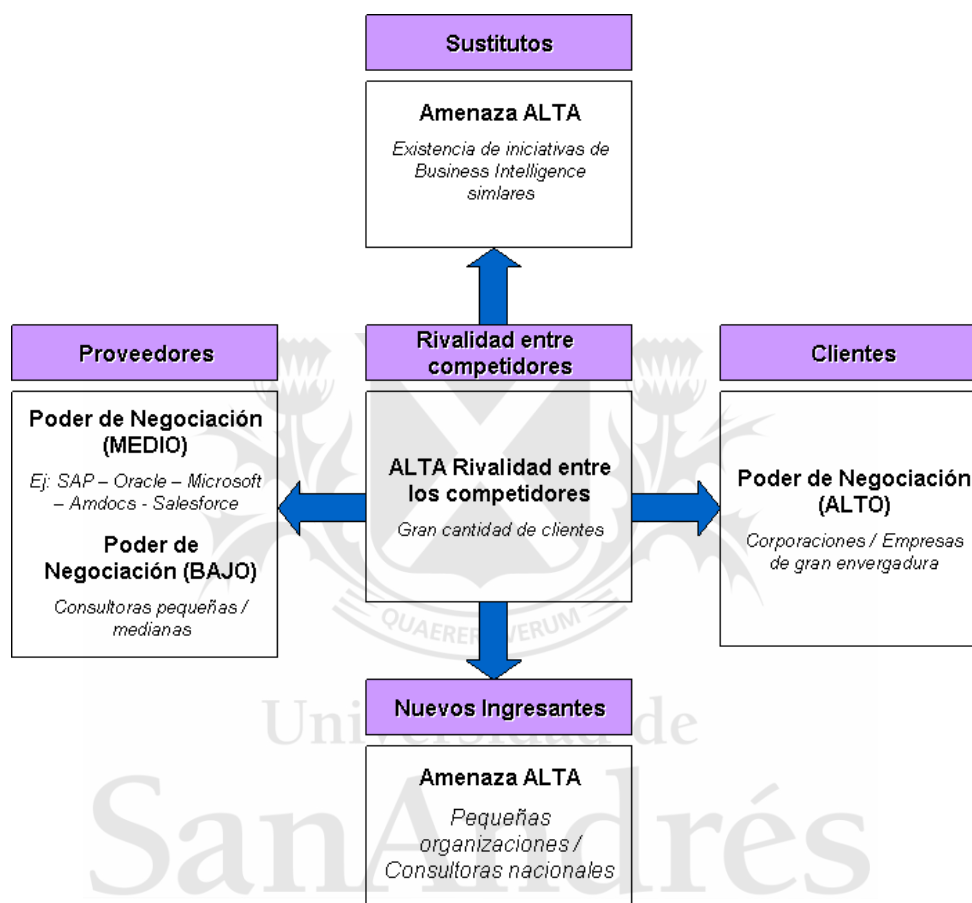 Sustitutos
Amenaza ALTA
Existencia de iniciativas de
Business Intelligence
simlares
Proveedores
Poder de Negociación
(MEDIO)
Ej: SAP – Oracle – Microsoft
– Amdocs - Salesforce
Poder de
Negociación (BAJO)
Consultoras pequeñas /
medianas
Rivalidad entre
competidores
ALTA Rivalidad entre
los competidores
Gran cantidad de clientes
Clientes
Poder de Negociación
(ALTO)
Corporaciones / Empresas
de gran envergadura
QUAERERE VERUM
Nuevos Ingresantes
Universidad de
Amenaza ALTA
Pequeñas
organizaciones /
Consultoras nacionales
SanAndrés